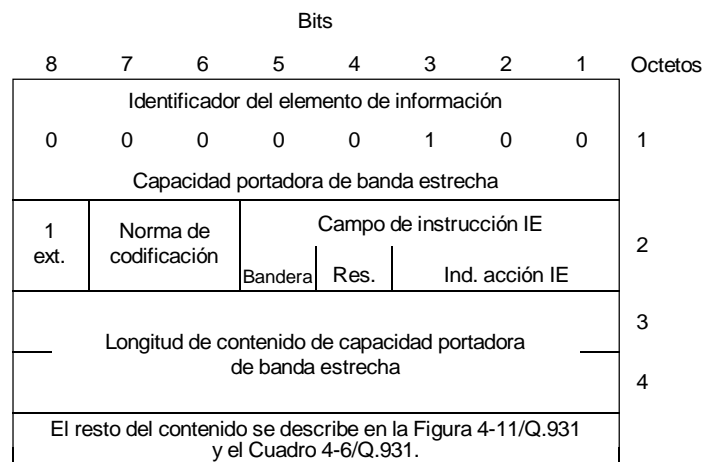 Bits
8 7 6 5 4 3 2 1 Octetos
Identificador del elemento de información
0 0 0 0 0 1 0 0 1
Capacidad portadora de banda estrecha
1 ext.
Norma de codificación
Campo de instrucción IE
2
Bandera Res. Ind. acción IE
3
Longitud de contenido de capacidad portadora
de banda estrecha
4
El resto del contenido se describe en la Figura 4-11/Q.931
y el Cuadro 4-6/Q.931.